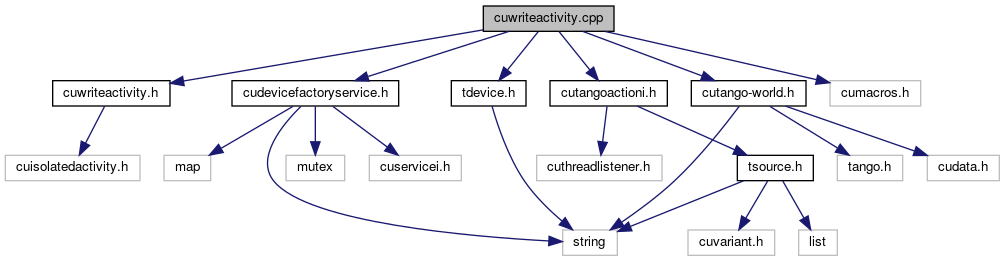 cuwriteactivity.cpp
cuwriteactivity.h
cudevicefactoryservice.h
tdevice.h
cutangoactioni.h
cutango-world.h
cumacros.h
cuisolatedactivity.h
map
mutex
cuservicei.h
cuthreadlistener.h
tsource.h
tango.h
cudata.h
string
cuvariant.h
list